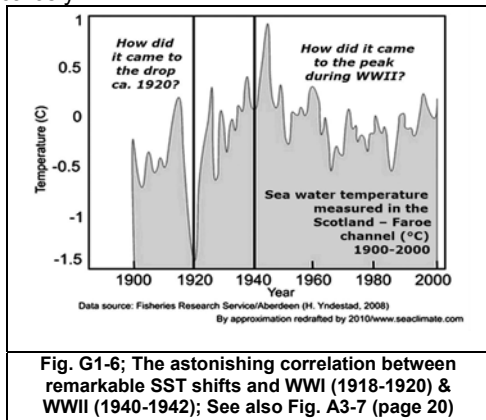 How did
it came to
the drop
ca. 1920?
How did it came
to the peak
during WWII?
1
0.5
0
-0.5
-1
-1.5
Temperature (C)
Sea water temperature
measured in the
Scotland – Faroe
channel (°C)
1900-2000
1900 1920 1940 1960 1980 2000
Year
Data source: Fisheries Research Service/Aberdeen (H. Yndestad, 2008)
By approximation redrafted by 2010/www.seaclimate.com
Fig. G1-6; The astonishing correlation between
remarkable SST shifts and WWI (1918-1920) &
WWII (1940-1942); See also Fig. A3-7 (page 20)